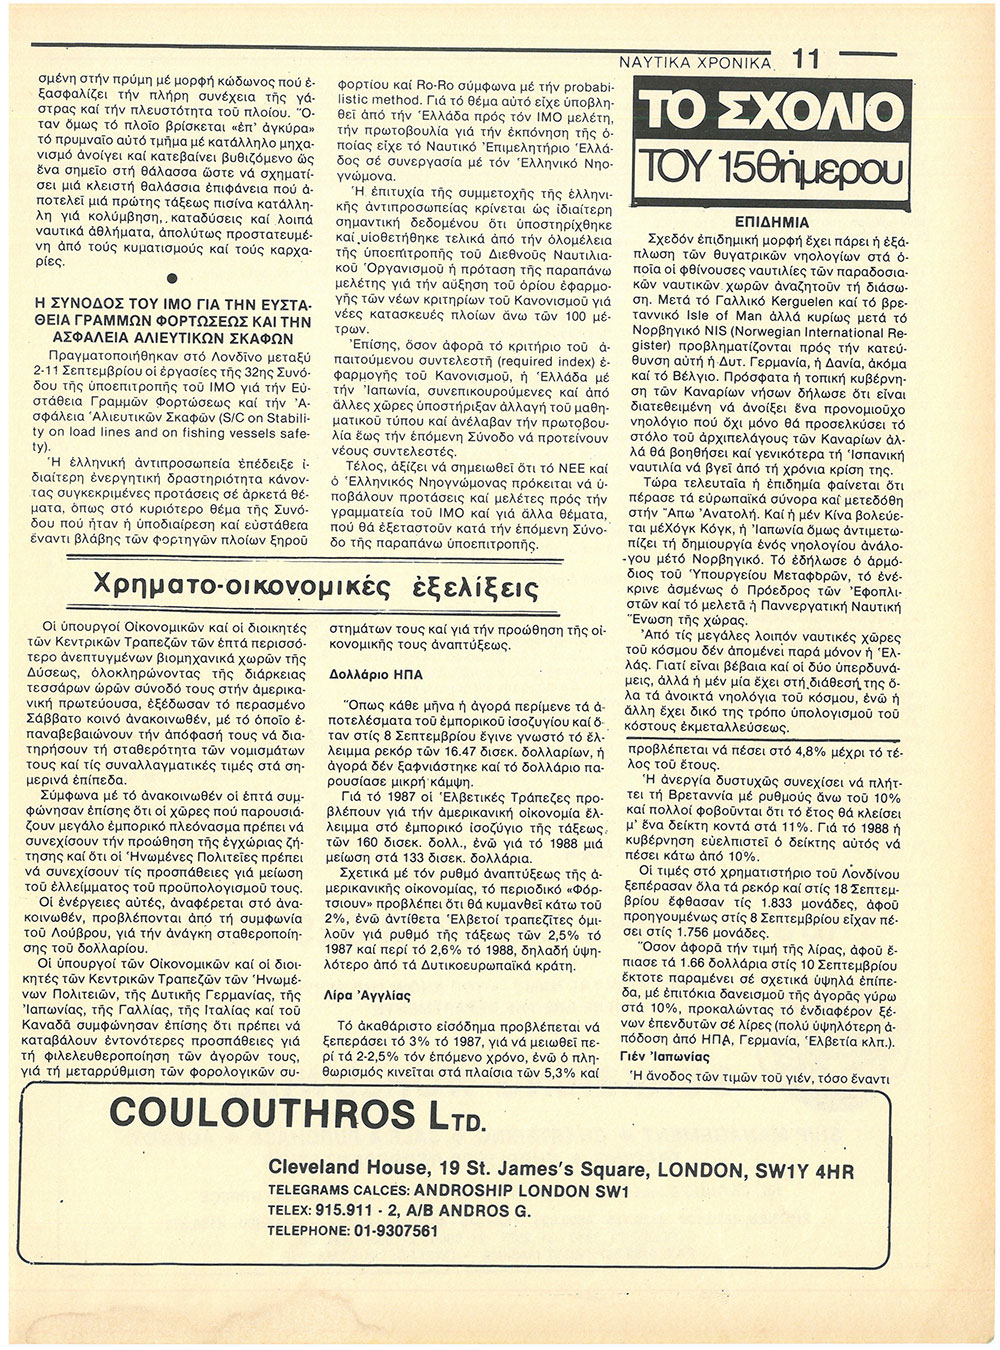 ΝΑΥΤΙΚΑ ΧΡΟΝΙΚΑ 11
σμένη στήν πρύμη μέ μορφή κώδωνος πού ἐ-
ξασφαλίζει τήν πλήρη συνέχεια τῆς γά-
στρας καί τήν πλευστότητα τοῦ πλοίου. Ὅ-
ταν ὅμως τό πλοῖο βρίσκεται «ἐπ' ἀγκύρα»
τό πρυμναῖο αὐτό τμῆμα μέ κατάλληλο μηχα-
νισμό ἀνοίγει καί κατεβαίνει βυθιζόμενο ὡς
ἕνα σημεῖο στή θάλασσα ὥστε νά σχηματί-
σει μιά κλειστή θαλάσσια ἐπιφάνεια πού ἀ-
ποτελεῖ μιά πρώτης τάξεως πισίνα κατάλλη-
λη γιά κολύμβηση, καταδύσεις καί λοιπά
ναυτικά ἀθλήματα, ἀπολύτως προστατευμέ-
νη ἀπό τούς κυματισμούς καί τούς καρχα-
ρίες.
Η ΣΥΝΟΔΟΣ ΤΟΥ ΙΜΟ ΓΙΑ ΤΗΝ ΕΥΣΤΑ-
ΘΕΙΑ ΓΡΑΜΜΩΝ ΦΟΡΤΩΣΕΩΣ ΚΑΙ ΤΗΝ
ΑΣΦΑΛΕΙΑ ΑΛΙΕΥΤΙΚΩΝ ΣΚΑΦΩΝ
Πραγματοποιήθηκαν στό Λονδίνο μεταξύ
2-11 Σεπτεμβρίου οἱ ἐργασίες τῆς 32ης Συνό-
δου τῆς ὑποεπιτροπῆς τοῦ ΙΜΟ γιά τήν Εὐ-
στάθεια Γραμμῶν Φορτώσεως καί τήν Ἀ-
σφάλεια Ἁλιευτικῶν Σκαφῶν (S/C on Stabili-
ty on load lines and on fishing vessels safe-
ty).
Ἡ ἑλληνική ἀντιπροσωπεία ἐπέδειξε ἰ-
διαίτερη ἐνεργητική δραστηριότητα κάνον-
τας συγκεκριμένες προτάσεις σέ ἀρκετά θέ-
ματα, ὅπως στό κυριότερο θέμα τῆς Συνό-
δου πού ἦταν ἡ ὑποδιαίρεση καί εὐστάθεια
ἔναντι βλάβης τῶν φορτηγῶν πλοίων ξηροῦ
φορτίου καί Ro-Ro σύμφωνα μέ τήν probabi-
listic method. Γιά τό θέμα αὐτό εἶχε ὑποβλη-
θεῖ ἀπό τήν Ἑλλάδα πρός τόν ΙΜΟ μελέτη,
τήν πρωτοβουλία γιά τήν ἐκπόνηση τῆς ὁ-
ποίας εἶχε τό Ναυτικό Ἐπιμελητήριο Ἑλλά-
δος σέ συνεργασία μέ τόν Ἑλληνικό Νηο-
γνώμονα.
Ἡ ἐπιτυχία τῆς συμμετοχῆς τῆς ἑλληνι-
κῆς ἀντιπροσωπείας κρίνεται ὡς ἰδιαίτερη
σημαντική δεδομένου ὅτι ὑποστηρίχθηκε
καί υἱοθετήθηκε τελικά ἀπό τήν ὁλομέλεια
τῆς ὑποεπιτροπῆς τοῦ Διεθνοῦς Ναυτιλια-
κοῦ Ὀργανισμοῦ ἡ πρόταση τῆς παραπάνω
μελέτης γιά τήν αὔξηση τοῦ ὁρίου ἐφαρμο-
γῆς τῶν νέων κριτηρίων τοῦ Κανονισμοῦ γιά
νέες κατασκευές πλοίων ἄνω τῶν 100 μέ-
τρων.
Ἐπίσης, ὅσον ἀφορᾶ τό κριτήριο τοῦ ἀ-
παιτούμενου συντελεστῆ (required index) ἐ-
φαρμογῆς τοῦ Κανονισμοῦ, ἡ Ἑλλάδα μέ
τήν Ἰαπωνία, συνεπικουρούμενες καί ἀπό
ἄλλες χῶρες ὑποστήριξαν ἀλλαγή τοῦ μαθη-
ματικοῦ τύπου καί ἀνέλαβαν τήν πρωτοβου-
λία ἕως τήν ἑπόμενη Σύνοδο νά προτείνουν
νέους συντελεστές.
Τέλος, ἀξίζει νά σημειωθεῖ ὅτι τό ΝΕΕ καί
ὁ Ἑλληνικός Νηογνώμονας πρόκειται νά ὑ-
ποβάλουν προτάσεις καί μελέτες πρός τήν
γραμματεία τοῦ ΙΜΟ καί γιά ἄλλα θέματα,
πού θά ἐξεταστοῦν κατά τήν ἑπόμενη Σύνο-
δο τῆς παραπάνω ὑποεπιτροπῆς.
ΤΟ ΣΧΟΛΙΟ
ΤΟΥ 15θήμερου
ΕΠΙΔΗΜΙΑ
Σχεδόν ἐπιδημική μορφή ἔχει πάρει ἡ ἐξά-
πλωση τῶν θυγατρικῶν νηολογίων στά ὁ-
ποῖα οἱ φθίνουσες ναυτιλίες τῶν παραδοσια-
κῶν ναυτικῶν χωρῶν ἀναζητοῦν τή διάσω-
ση. Μετά τό Γαλλικό Kerguelen καί τό βρε-
ταννικό Isle of Man ἀλλά κυρίως μετά τό
Νορβηγικό NIS (Norwegian International Re-
gister) προβληματίζονται πρός τήν κατεύ-
θυνση αὐτή ἡ Δυτ. Γερμανία, ἡ Δανία, ἀκόμα
καί τό Βέλγιο. Πρόσφατα ἡ τοπική κυβέρνη-
ση τῶν Καναρίων νήσων δήλωσε ὅτι εἶναι
διατεθειμένη νά ἀνοίξει ἕνα προνομιοῦχο
νηολόγιο πού ὄχι μόνο θά προσελκύσει τό
στόλο τοῦ ἀρχιπελάγους τῶν Καναρίων ἀλ-
λά θά βοηθήσει καί γενικότερα τή Ἰσπανική
ναυτιλία νά βγεῖ ἀπό τή χρόνια κρίση της.
Τώρα τελευταῖα ἡ ἐπιδημία φαίνεται ὅτι
πέρασε τά εὐρωπαϊκά σύνορα καί μετεδόθη
στήν Ἄπω Ἀνατολή. Καί ἡ μέν Κίνα βολεύε-
ται μέΧόγκ Κόγκ, ἡ Ἰαπωνία ὅμως ἀντιμετω-
πίζει τή δημιουργία ἑνός νηολογίου ἀνάλο-
-γου μέτό Νορβηγικό. Τό ἐδήλωσε ὁ ἁρμό-
διος τοῦ Ὑπουργείου Μεταφορῶν, τό ἐνέ-
κρινε ἀσμένως ὁ Πρόεδρος τῶν Ἐφοπλι-
στῶν καί τό μελετᾶ ἡ Παννεργατική Ναυτική
Ἕνωση τῆς χώρας.
Ἀπό τίς μεγάλες λοιπόν ναυτικές χῶρες
τοῦ κόσμου δέν ἀπομένει παρά μόνον ἡ Ἑλ-
λάς. Γιατί εἶναι βέβαια καί οἱ δύο ὑπερδυνά-
μεις, ἀλλά ἡ μέν μία ἔχει στή διάθεσή της ὅ-
λα τά ἀνοικτά νηολόγια τοῦ κόσμου, ἐνῶ ἡ
ἄλλη ἔχει δικό της τρόπο ὑπολογισμοῦ τοῦ
κόστους ἐκμεταλλεύσεως.
Χρηματο-οικονομικές ἐξελίξεις
Οἱ ὑπουργοί Οἰκονομικῶν καί οἱ διοικητές
τῶν Κεντρικῶν Τραπεζῶν τῶν ἑπτά περισσό-
τερο ἀνεπτυγμένων βιομηχανικά χωρῶν τῆς
Δύσεως, ὁλοκληρώνοντας τῆς διάρκειας
τεσσάρων ὡρῶν σύνοδό τους στήν ἀμερικα-
νική πρωτεύουσα, ἐξέδωσαν τό περασμένο
Σάββατο κοινό ἀνακοινωθέν, μέ τό ὁποῖο ἐ-
παναβεβαιώνουν τήν ἀπόφασή τους νά δια-
τηρήσουν τή σταθερότητα τῶν νομισμάτων
τους καί τίς συναλλαγματικές τιμές στά ση-
μερινά ἐπίπεδα.
Σύμφωνα μέ τό ἀνακοινωθέν οἱ ἑπτά συμ-
φώνησαν ἐπίσης ὅτι οἱ χῶρες πού παρουσιά-
ζουν μεγάλο ἐμπορικό πλεόνασμα πρέπει νά
συνεχίσουν τήν προώθηση τῆς ἐγχώριας ζή-
τησης καί ὅτι οἱ Ἡνωμένες Πολιτεῖες πρέπει
νά συνεχίσουν τίς προσπάθειες γιά μείωση
τοῦ ἐλλείμματος τοῦ προϋπολογισμοῦ τους.
Οἱ ἐνέργειες αὐτές, ἀναφέρεται στό ἀνα-
κοινωθέν, προβλέπονται ἀπό τή συμφωνία
τοῦ Λούβρου, γιά τήν ἀνάγκη σταθεροποίη-
σης τοῦ δολλαρίου.
Οἱ ὑπουργοί τῶν Οἰκονομικῶν καί οἱ διοι-
κητές τῶν Κεντρικῶν Τραπεζῶν τῶν Ἡνωμέ-
νων Πολιτειῶν, τῆς Δυτικῆς Γερμανίας, τῆς
Ἰαπωνίας, τῆς Γαλλίας, τῆς Ἰταλίας καί τοῦ
Καναδᾶ συμφώνησαν ἐπίσης ὅτι πρέπει νά
καταβάλουν ἐντονότερες προσπάθειες γιά
τή φιλελευθεροποίηση τῶν ἀγορῶν τους,
γιά τή μεταρρύθμιση τῶν φορολογικῶν συ-
στημάτων τους καί γιά τήν προώθηση τῆς οἰ-
κονομικῆς τους ἀναπτύξεως.
Δολλάριο ΗΠΑ
Ὅπως κάθε μῆνα ἡ ἀγορά περίμενε τά ἀ-
ποτελέσματα τοῦ ἐμπορικοῦ ἰσοζυγίου καί ὅ-
ταν στίς 8 Σεπτεμβρίου ἔγινε γνωστό τό ἔλ-
λειμμα ρεκόρ τῶν 16.47 δισεκ. δολλαρίων, ἡ
ἀγορά δέν ξαφνιάστηκε καί τό δολλάριο πα-
ρουσίασε μικρή κάμψη.
Γιά τό 1987 οἱ Ἑλβετικές Τράπεζες προ-
βλέπουν γιά τήν ἀμερικανική οἰκονομία ἔλ-
λειμμα στό ἐμπορικό ἰσοζύγιο τῆς τάξεως
τῶν 160 δισεκ. δολλ., ἐνῶ γιά τό 1988 μιά
μείωση στά 133 δισεκ. δολλάρια.
Σχετικά μέ τόν ρυθμό ἀναπτύξεως τῆς ἀ-
μερικανικῆς οἰκονομίας, τό περιοδικό «Φόρ-
τσιουν» προβλέπει ὅτι θά κυμανθεῖ κάτω τοῦ
2%, ἐνῶ ἀντίθετα Ἑλβετοί τραπεζῖτες ὁμι-
λοῦν γιά ρυθμό τῆς τάξεως τῶν 2,5% τό
1987 καί περί τό 2,6% τό 1988, δηλαδή ὑψη-
λότερο ἀπό τά Δυτικοευρωπαϊκά κράτη.
Λίρα Ἀγγλίας
Τό ἀκαθάριστο εἰσόδημα προβλέπεται νά
ξεπεράσει τό 3% τό 1987, γιά νά μειωθεῖ πε-
ρί τά 2-2,5% τόν ἑπόμενο χρόνο, ἐνῶ ὁ πλη-
θωρισμός κινεῖται στά πλαίσια τῶν 5,3% καί
προβλέπεται νά πέσει στό 4,8% μέχρι τό τέ-
λος τοῦ ἔτους.
Ἡ ἀνεργία δυστυχῶς συνεχίσει νά πλήτ-
τει τή Βρεταννία μέ ρυθμούς ἄνω τοῦ 10%
καί πολλοί φοβοῦνται ὅτι τό ἔτος θά κλείσει
μ' ἕνα δείκτη κοντά στά 11%. Γιά τό 1988 ἡ
κυβέρνηση εὐελπιστεῖ ὁ δείκτης αὐτός νά
πέσει κάτω ἀπό 10%.
Οἱ τιμές στό χρηματιστήριο τοῦ Λονδίνου
ξεπέρασαν ὅλα τά ρεκόρ καί στίς 18 Σεπτεμ-
βρίου ἔφθασαν τίς 1.833 μονάδες, ἀφοῦ
προηγουμένως στίς 8 Σεπτεμβρίου εἶχαν πέ-
σει στίς 1.756 μονάδες.
Ὅσον ἀφορᾶ τήν τιμή τῆς λίρας, ἀφοῦ ἔ-
πιασε τά 1.66 δολλάρια στίς 10 Σεπτεμβρίου
ἔκτοτε παραμένει σέ σχετικά ὑψηλά ἐπίπε-
δα, μέ ἐπιτόκια δανεισμοῦ τῆς ἀγορᾶς γύρω
στά 10%, προκαλώντας τό ἐνδιαφέρον ξέ-
νων ἐπενδυτῶν σέ λίρες (πολύ ὑψηλότερη ἀ-
πόδοση ἀπό ΗΠΑ, Γερμανία, Ἑλβετία κλπ.).
Γιέν Ἰαπωνίας
Ἡ ἄνοδος τῶν τιμῶν τοῦ γιέν, τόσο ἔναντι
COULOUTHROS LTD.
Cleveland House, 19 St. James's Square, LONDON, SW1Y 4HR
TELEGRAMS CALCES: ANDROSHIP LONDON SW1
TELEX: 915.911 - 2, A/B ANDROS G.
TELEPHONE: 01-9307561